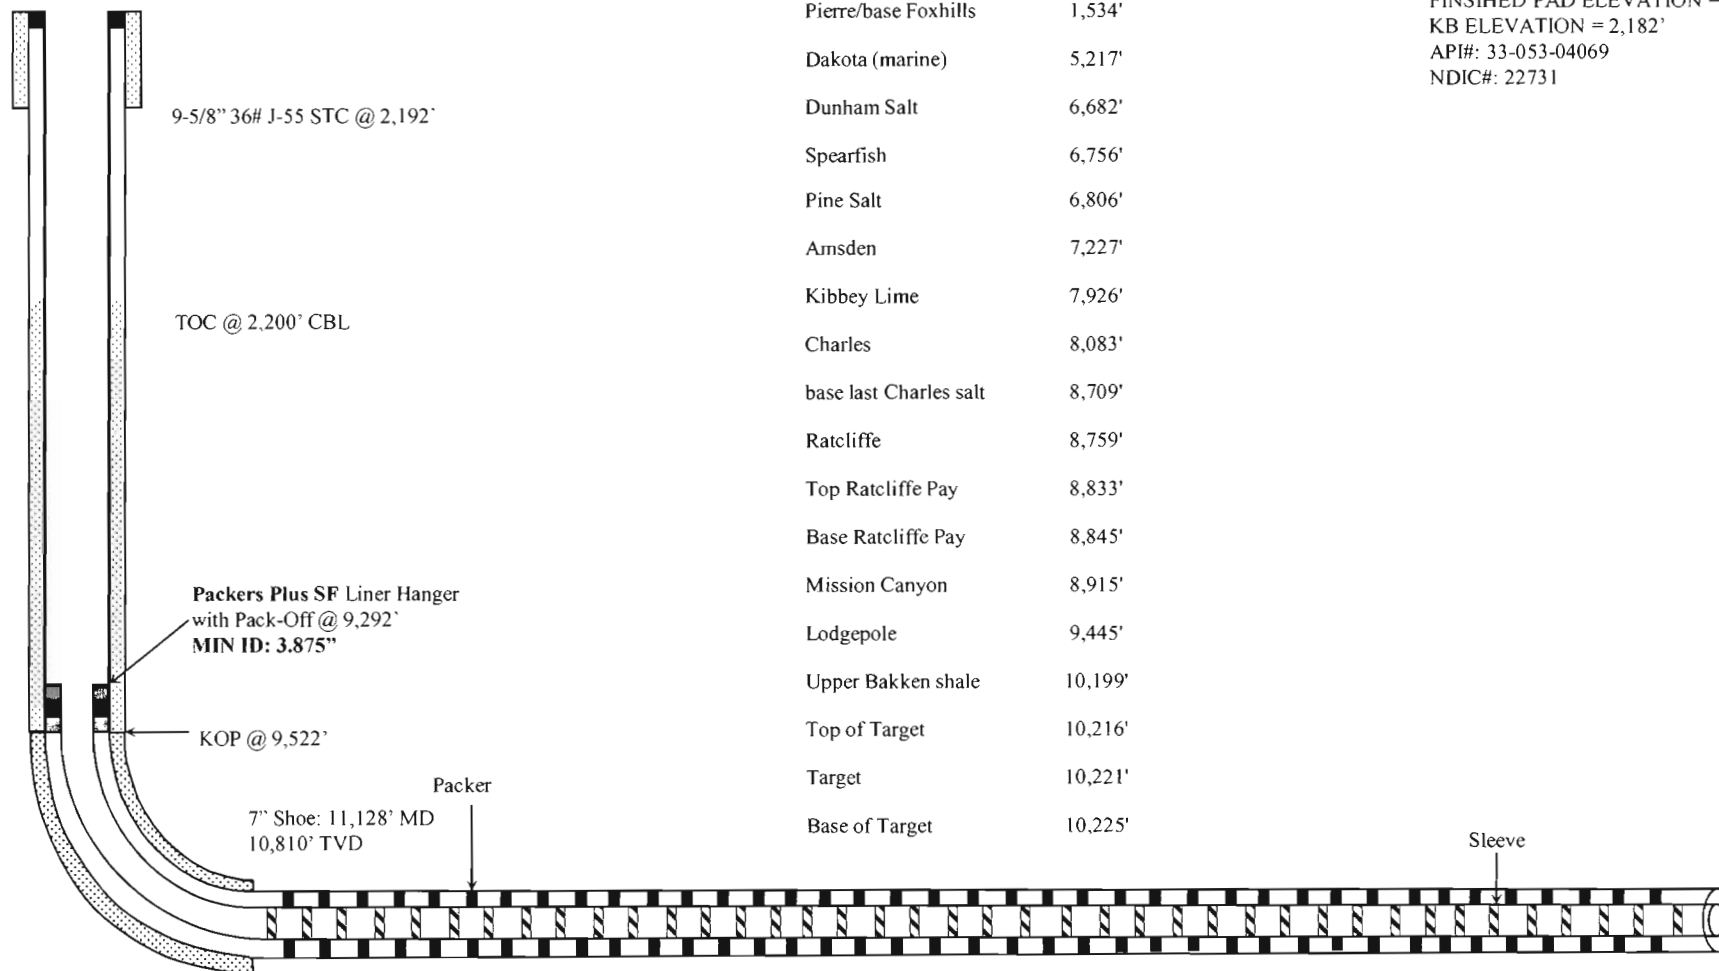 Pierre/base Foxhills 1,534'
Dakota (marine) 5,217'
Dunham Salt 6,682'
Spearfish 6,756'
Pine Salt 6,806'
Amsden 7,227'
Kibbey Lime 7,926'
Charles 8,083'
base last Charles salt 8,709'
Ratcliffe 8,759'
Top Ratcliffe Pay 8,833'
Base Ratcliffe Pay 8,845'
Mission Canyon 8,915'
Lodgepole 9,445'
Upper Bakken shale 10,199'
Top of Target 10,216'
Target 10,221'
Base of Target 10,225'
FINSIHED PAD ELEVATION =
KB ELEVATION = 2,182’
API#: 33-053-04069
NDIC#: 22731
9-5/8” 36# J-55 STC @ 2,192’
TOC @ 2,200’ CBL
Packers Plus SF Liner Hanger
with Pack-Off @ 9,292’
MIN ID: 3.875”
KOP @ 9,522’
Packer
7” Shoe: 11,128’ MD
10,810’ TVD
Sleeve